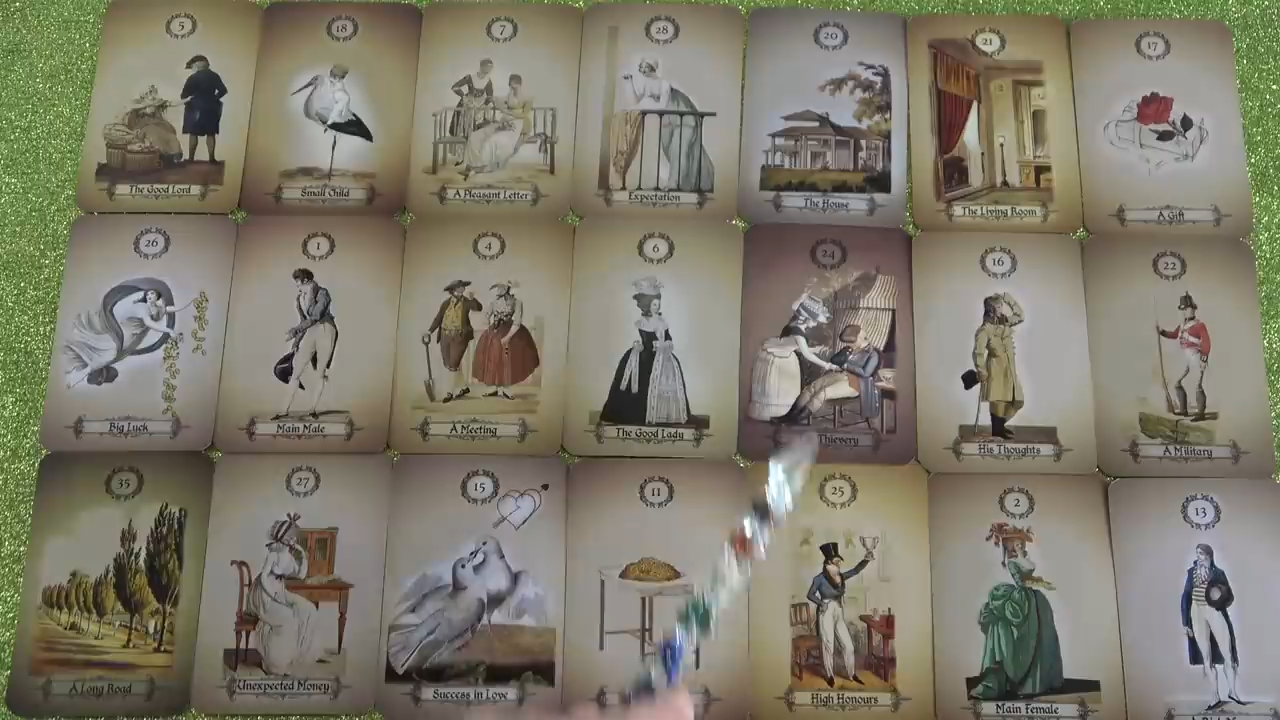 5
The Good Lord
18
Small Child
7
A Pleasant Letter
28
Expectation
20
The House
21
The Living Room
17
A Gift
26
Big Luck
1
Main Male
4
A Meeting
6
The Good Lady
24
Thievery
16
His Thoughts
22
A Military
35
A Long Road
27
Unexpected Money
15
Success in Love
11
25
High Honours
2
Main Female
13